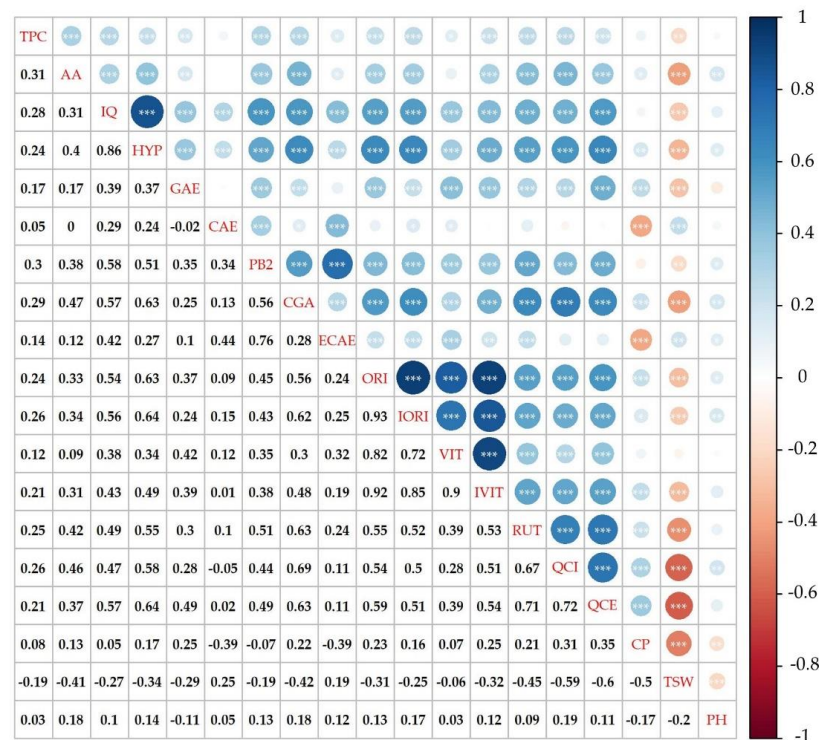 TPC
0.31 AA
0.28 0.31 IQ
0.24 0.4 0.86 HYP
0.17 0.17 0.39 0.37 GAE
0.05 0 0.29 0.24 -0.02 CAE
0.3 0.38 0.58 0.51 0.35 0.34 PB2
0.29 0.47 0.57 0.63 0.25 0.13 0.56 CGA
0.14 0.12 0.42 0.27 0.1 0.44 0.76 0.28 ECAE
0.24 0.33 0.54 0.63 0.37 0.09 0.45 0.56 0.24 ORI
0.26 0.34 0.56 0.64 0.24 0.15 0.43 0.62 0.25 0.93 IORI
0.12 0.09 0.38 0.34 0.42 0.12 0.35 0.3 0.32 0.82 0.72 VIT
0.21 0.31 0.43 0.49 0.39 0.01 0.38 0.48 0.19 0.92 0.85 0.9 IVIT
0.25 0.42 0.49 0.55 0.3 0.1 0.51 0.63 0.24 0.55 0.52 0.39 0.53 RUT
0.26 0.46 0.47 0.58 0.28 -0.05 0.44 0.69 0.11 0.54 0.5 0.28 0.51 0.67 QCI
0.21 0.37 0.57 0.64 0.49 0.02 0.49 0.63 0.11 0.59 0.51 0.39 0.54 0.71 0.72 QCE
0.08 0.13 0.05 0.17 0.25 -0.39 -0.07 0.22 -0.39 0.23 0.16 0.07 0.25 0.21 0.31 0.35 CP
-0.19 -0.41 -0.27 -0.34 -0.29 0.25 -0.19 -0.42 0.19 -0.31 -0.25 -0.06 -0.32 -0.45 -0.59 -0.6 -0.5 TSW
0.03 0.18 0.1 0.14 -0.11 0.05 0.13 0.18 0.12 0.13 0.17 0.03 0.12 0.09 0.19 0.11 -0.17 -0.2 PH
1
0.8
0.6
0.4
0.2
0
-0.2
-0.4
-0.6
-0.8
-1